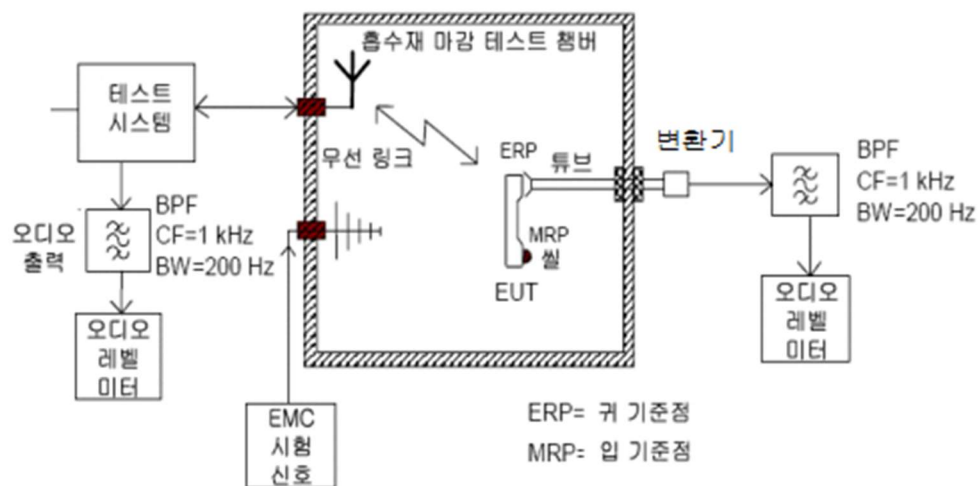 흡수재 마감 테스트 챔버
테스트
시스템
무선 링크
ERP
튜브
변환기
BPF
CF=1 kHz
BW=200 Hz
오디오
출력
BPF
CF=1 kHz
BW=200 Hz
MRP
씰
EUT
오디오
레벨
미터
오디오
레벨
미터
EMC
시험
신호
ERP= 귀 기준점
MRP= 입 기준점